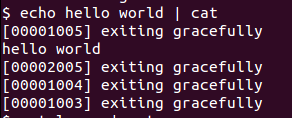 $ echo hello world | cat
[00001005] exiting gracefully
hello world
[00002005] exiting gracefully
[00001004] exiting gracefully
[00001003] exiting gracefully